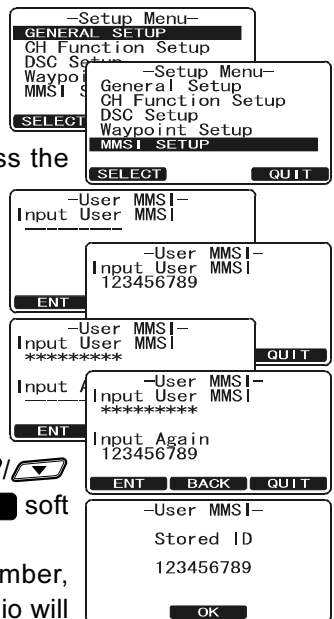 -Setup Menu-
GENERAL SETUP
CH Function Setup
DSC Setup
MMSI
SELECT
-Setup Menu-
General Setup
CH Function Setup
DSC Setup
Waypoint Setup
MMSI SETUP
SELECT QUIT
ss the
-User MMSI-
Input User MMSI
_________
ENT
-User MMSI-
Input User MMSI
123456789
QUIT
-User MMSI-
Input User MMSI
*********
Input
ENT
-User MMSI-
Input User MMSI
*********
Input Again
123456789
ENT BACK QUIT
soft
-User MMSI-
Stored ID
123456789
OK
mber,
io will